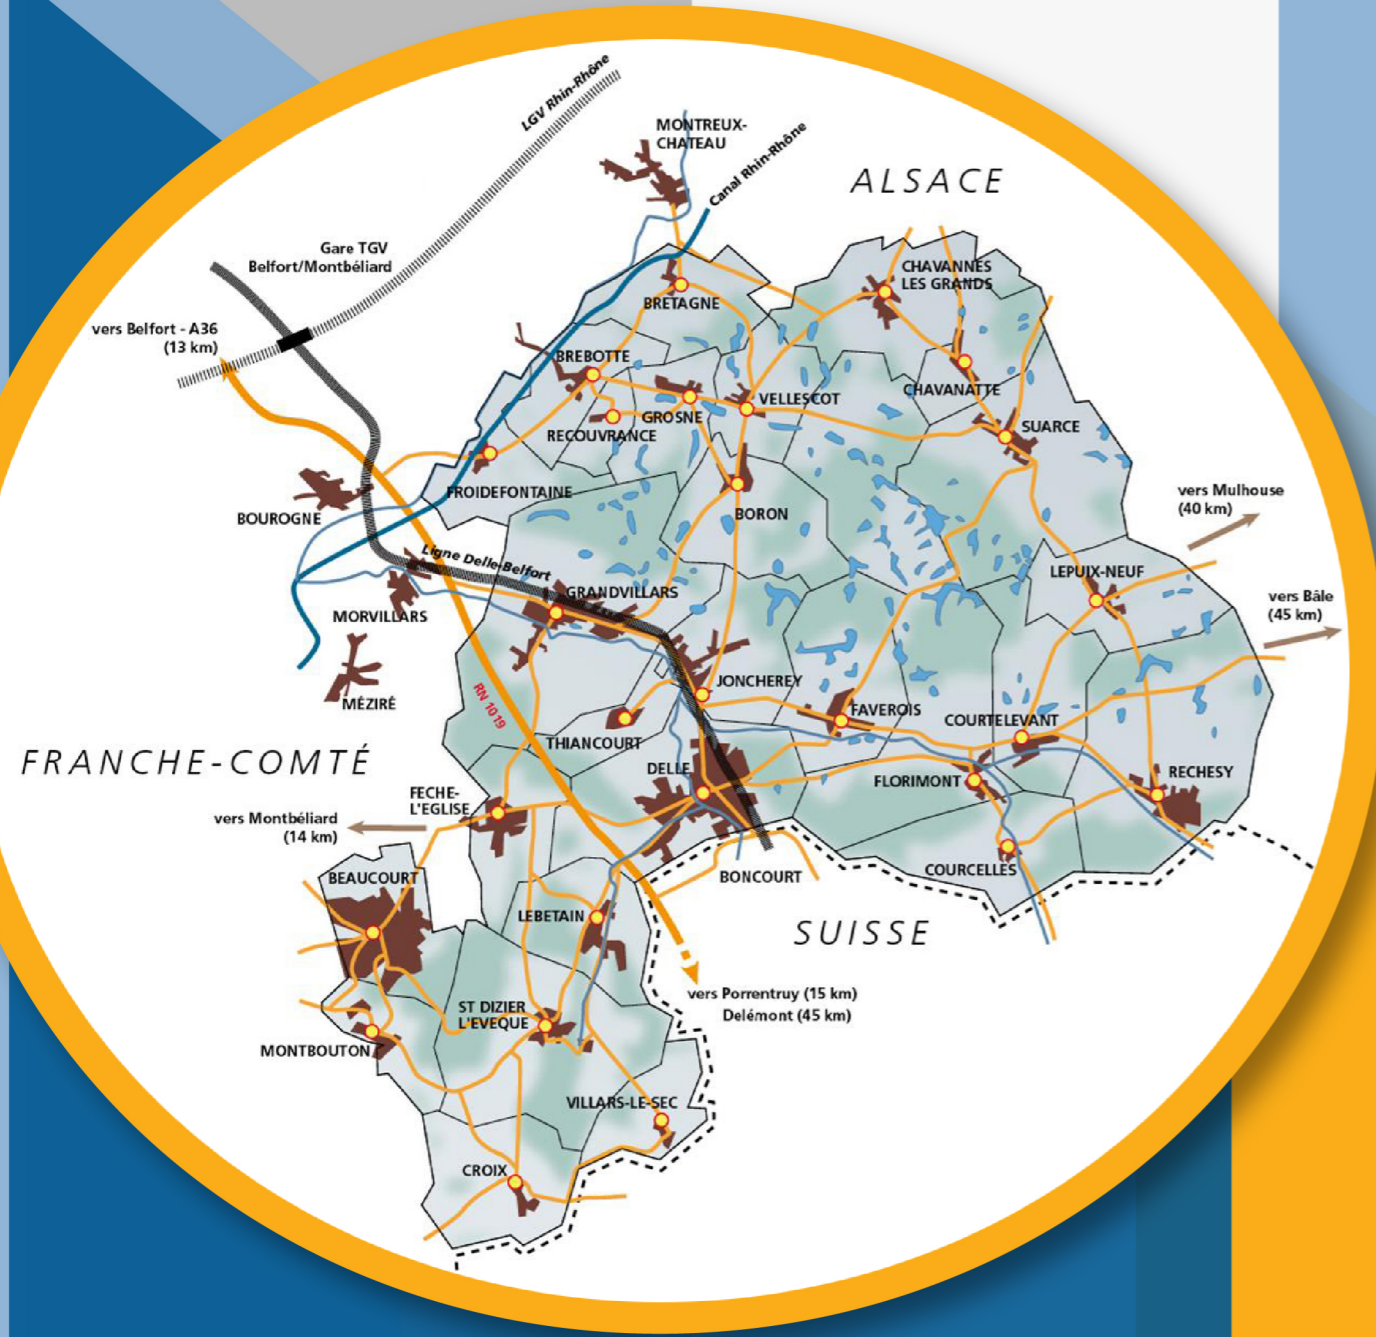 LGV Rhin-Rhône
MONTREUX-
CHATEAU
Canal Rhin-Rhône
ALSACE
Gare TGV
Belfort/Montbéliard
CHAVANNES
LES GRANDS
BRETAGNE
vers Belfort - A36
(13 km)
BREBOTTE
CHAVANATTE
VELLESCOT
GROSNE
RECOUVRANCE
SUARCE
FROIDEFONTAINE
BOUROGNE
BORON
vers Mulhouse
(40 km)
Ligne Delle-Belfort
LEPUIX-NEUF
GRANDVILLARS
vers Bâle
(45 km)
MORVILLARS
JONCHEREY
MÉZIRÉ
RN 1019
FAVEROIS
COURTELEVANT
THIANCOURT
FRANCHE-COMTÉ
DELLE
FLORIMONT
RECHESY
FECHE-
L'EGLISE
vers Montbéliard
(14 km)
BEAUCOURT
BONCOURT
COURCELLES
LEBETAIN
SUISSE
vers Porrentruy (15 km)
Delémont (45 km)
ST DIZIER
L'EVEQUE
MONTBOUTON
VILLARS-LE-SEC
CROIX